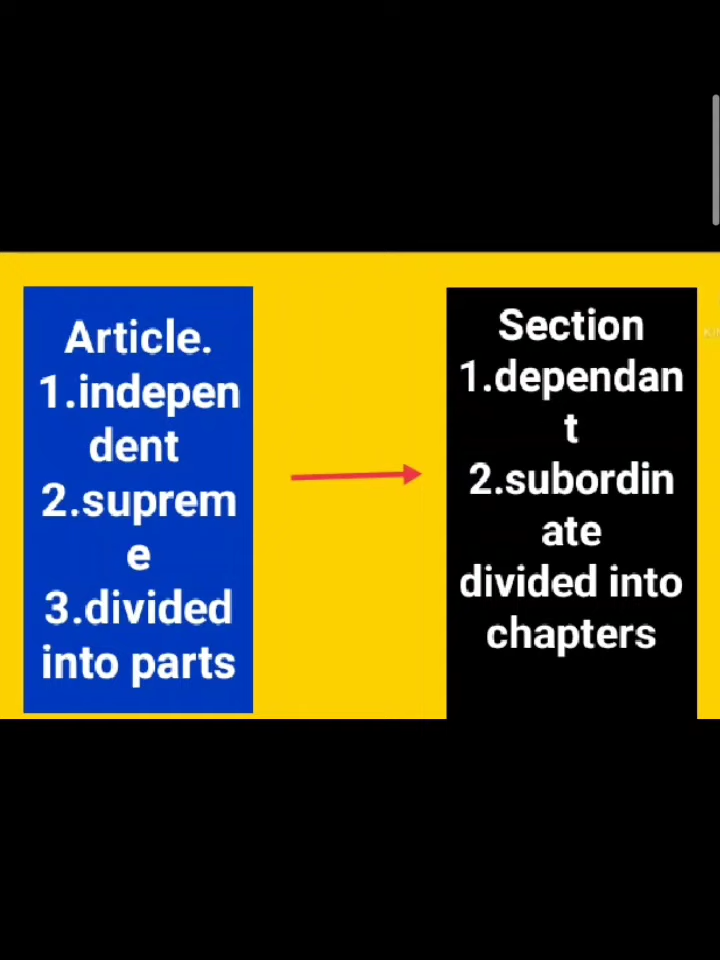 Article.
1.indepen
dent
2.suprem
e
3.divided
into parts
Section
1.dependan
t
2.subordin
ate
divided into
chapters